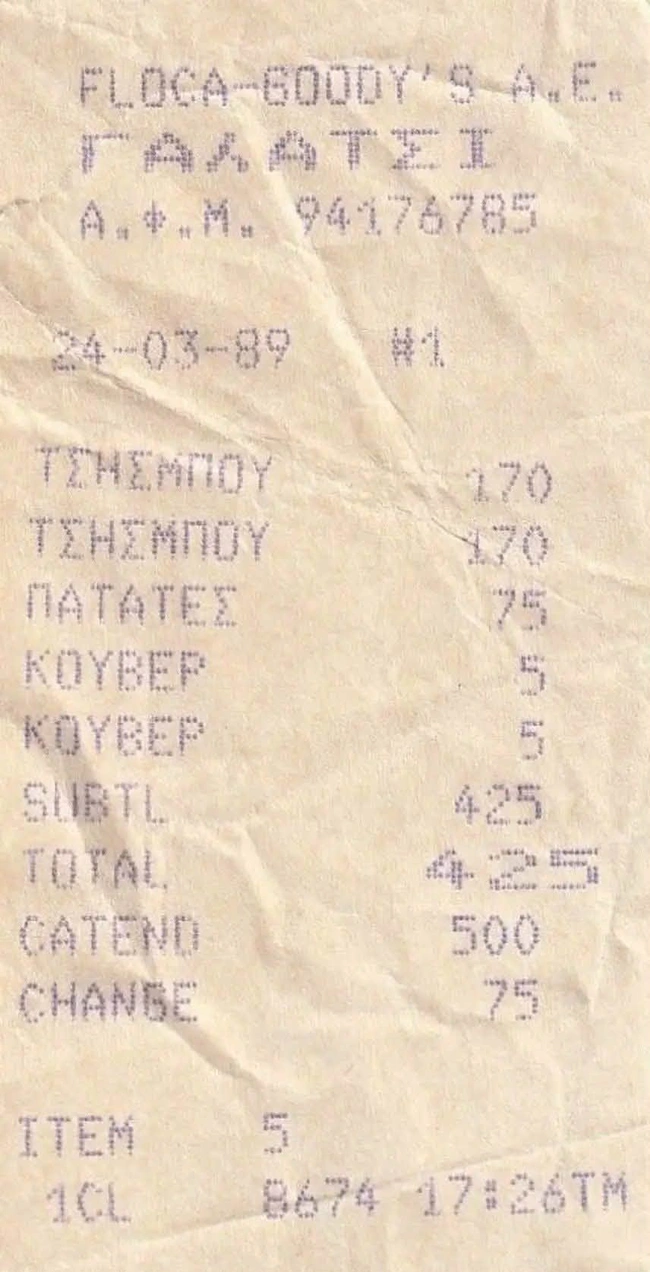 FLOCA-GOODY'S A.E.
ΓΑΛΑΤΣΙ
Α.Φ.Μ. 94176785
24-03-89 #1
ΤΣΗΣΜΠΟΥ 170
ΤΣΗΣΜΠΟΥ 170
ΠΑΤΑΤΕΣ 75
ΚΟΥΒΕΡ 5
ΚΟΥΒΕΡ 5
SUBTL 425
TOTAL 425
CATEND 500
CHANGE 75
ITEM 5
1CL 8674 17:26TM